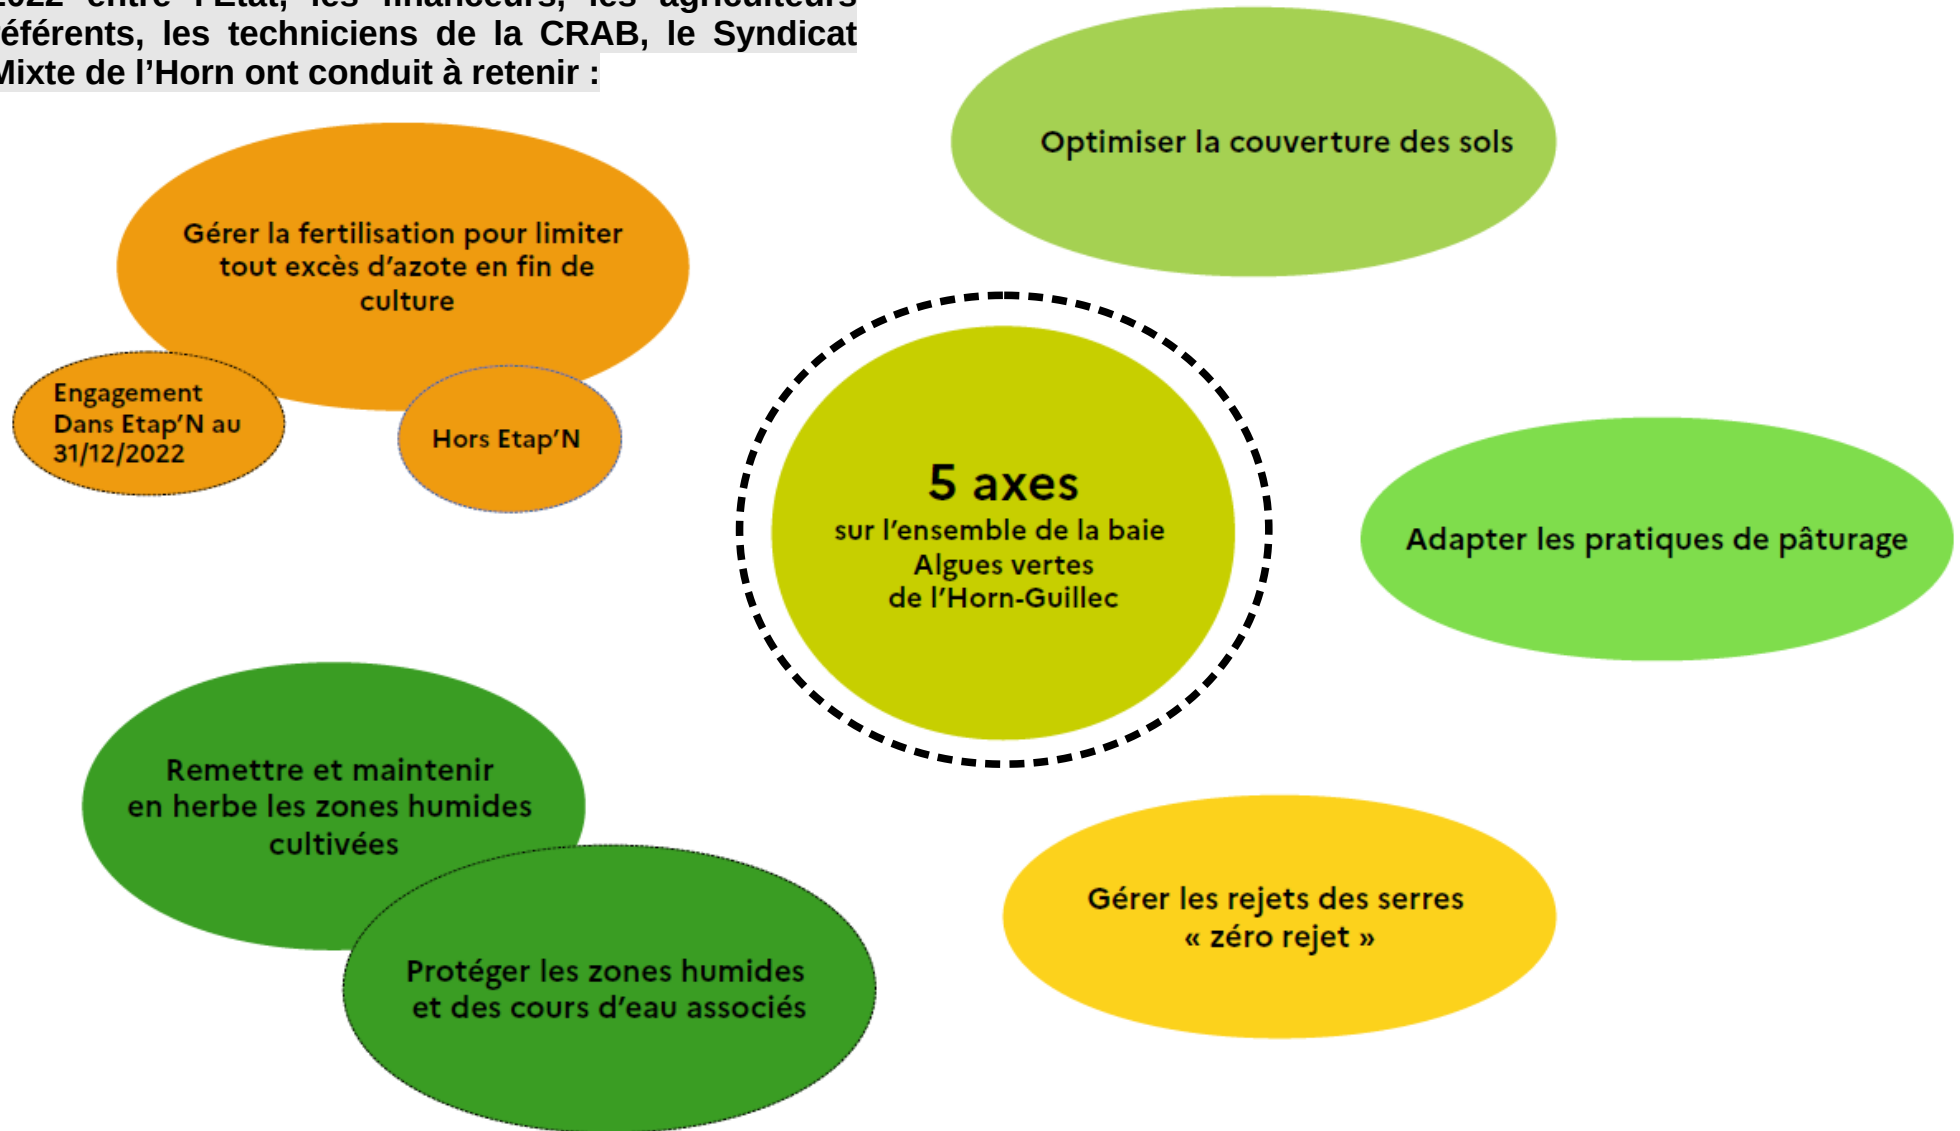 2022 entre l'État, les financeurs, les agriculteurs
référents, les techniciens de la CRAB, le Syndicat
Mixte de l'Horn ont conduit à retenir :
Optimiser la couverture des sols
Gérer la fertilisation pour limiter
tout excès d'azote en fin de
culture
Engagement
Dans Etap'N au
31/12/2022
Hors Etap'N
5 axes
sur l'ensemble de la baie
Algues vertes
de l'Horn-Guillec
Adapter les pratiques de pâturage
Remettre et maintenir
en herbe les zones humides
cultivées
Protéger les zones humides
et des cours d'eau associés
Gérer les rejets des serres
« zéro rejet »